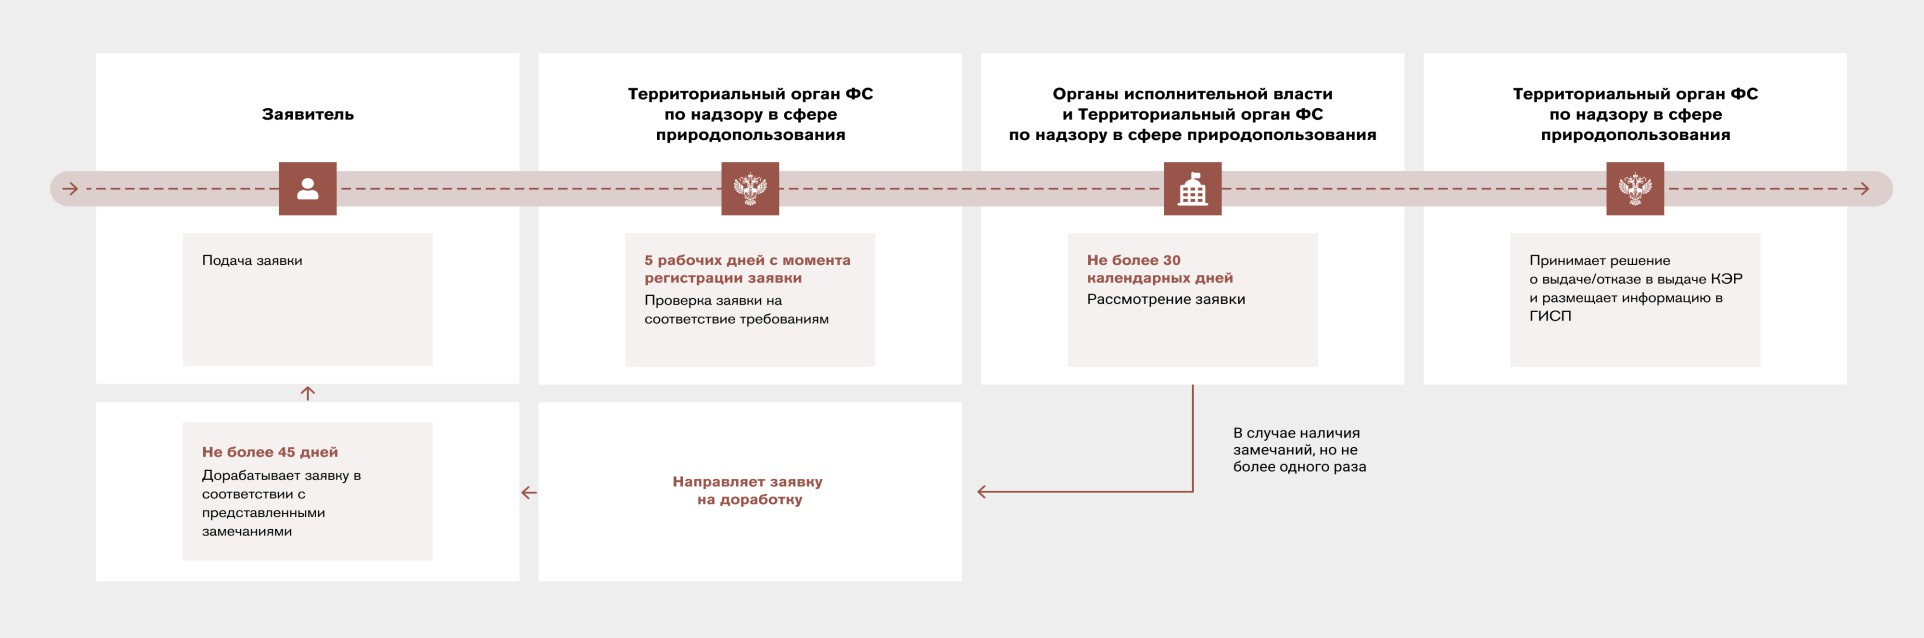 Заявитель
Территориальный орган ФС
по надзору в сфере
природопользования
Органы исполнительной власти
и Территориальный орган ФС
по надзору в сфере природопользования
Территориальный орган ФС
по надзору в сфере
природопользования
Подача заявки
5 рабочих дней с момента
регистрации заявки
Проверка заявки на
соответствие требованиям
Не более 30
календарных дней
Рассмотрение заявки
Принимает решение
о выдаче/отказе в выдаче КЭР
и размещает информацию в
ГИСП
Не более 45 дней
Дорабатывает заявку в
соответствии с
представленными
замечаниями
Направляет заявку
на доработку
В случае наличия
замечаний, но не
более одного раза